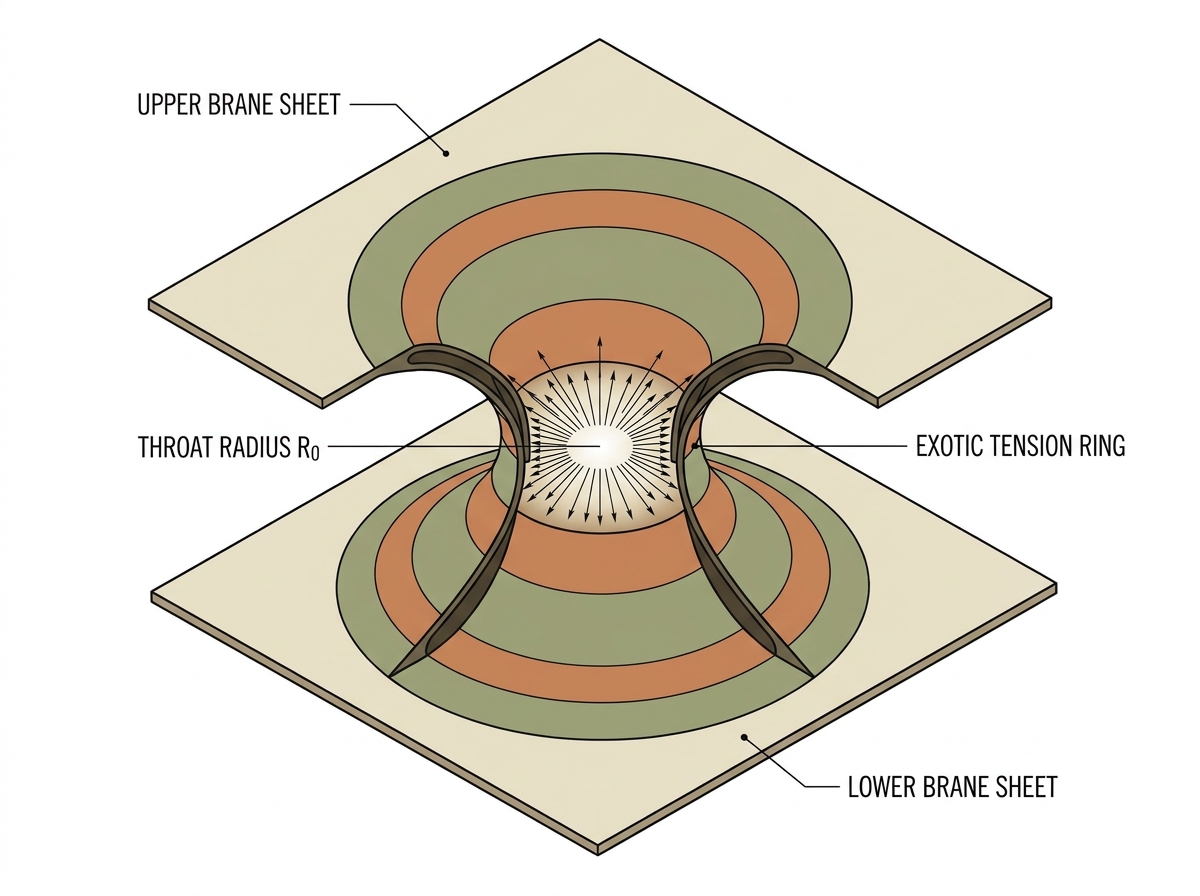 UPPER BRANE SHEET
THROAT RADIUS R₀
EXOTIC TENSION RING
LOWER BRANE SHEET